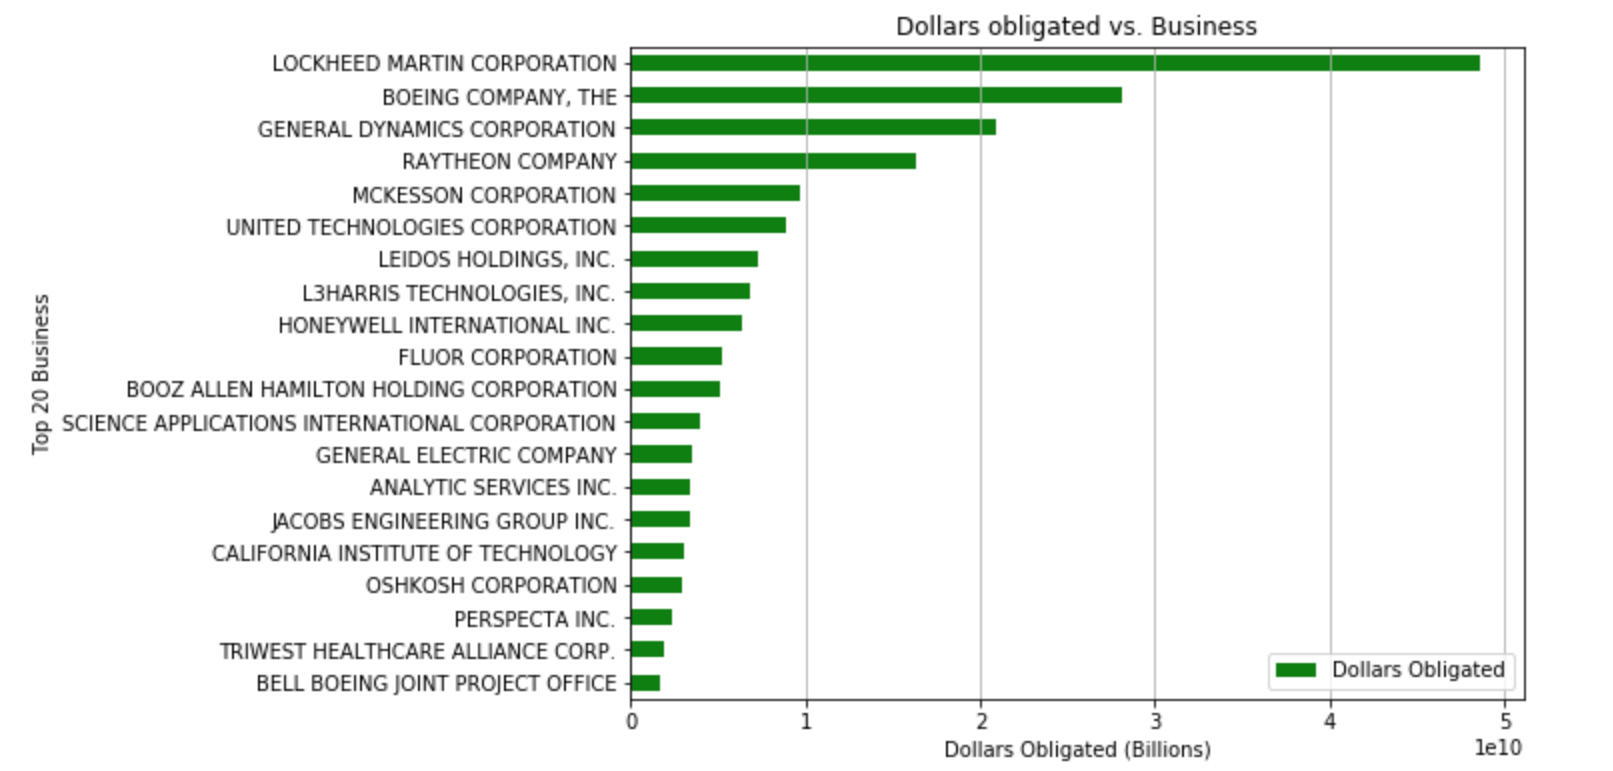 Dollars obligated vs. Business
LOCKHEED MARTIN CORPORATION
BOEING COMPANY, THE
GENERAL DYNAMICS CORPORATION
RAYTHEON COMPANY
MCKESSON CORPORATION
UNITED TECHNOLOGIES CORPORATION
LEIDOS HOLDINGS, INC.
L3HARRIS TECHNOLOGIES, INC.
HONEYWELL INTERNATIONAL INC.
FLUOR CORPORATION
BOOZ ALLEN HAMILTON HOLDING CORPORATION
SCIENCE APPLICATIONS INTERNATIONAL CORPORATION
GENERAL ELECTRIC COMPANY
ANALYTIC SERVICES INC.
JACOBS ENGINEERING GROUP INC.
CALIFORNIA INSTITUTE OF TECHNOLOGY
OSHKOSH CORPORATION
PERSPECTA INC.
TRIWEST HEALTHCARE ALLIANCE CORP.
BELL BOEING JOINT PROJECT OFFICE
Top 20 Business
Dollars Obligated
0 1 2 3 4 5
1e10
Dollars Obligated (Billions)